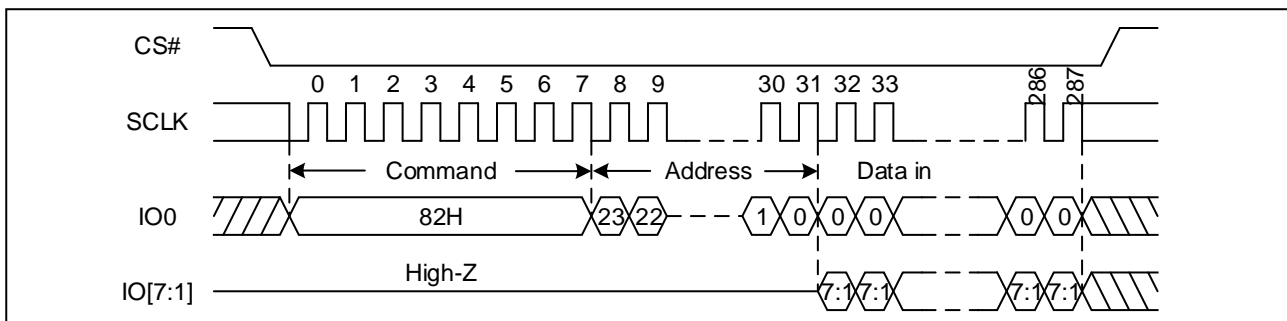 CS#
0 1 2 3 4 5 6 7 8 9 30 31 32 33 286 287
SCLK
Command Address Data in
IO0 82H 23 22 1 0 0 0 0 0
High-Z
IO[7:1] 7:1 7:1 7:1 7:1